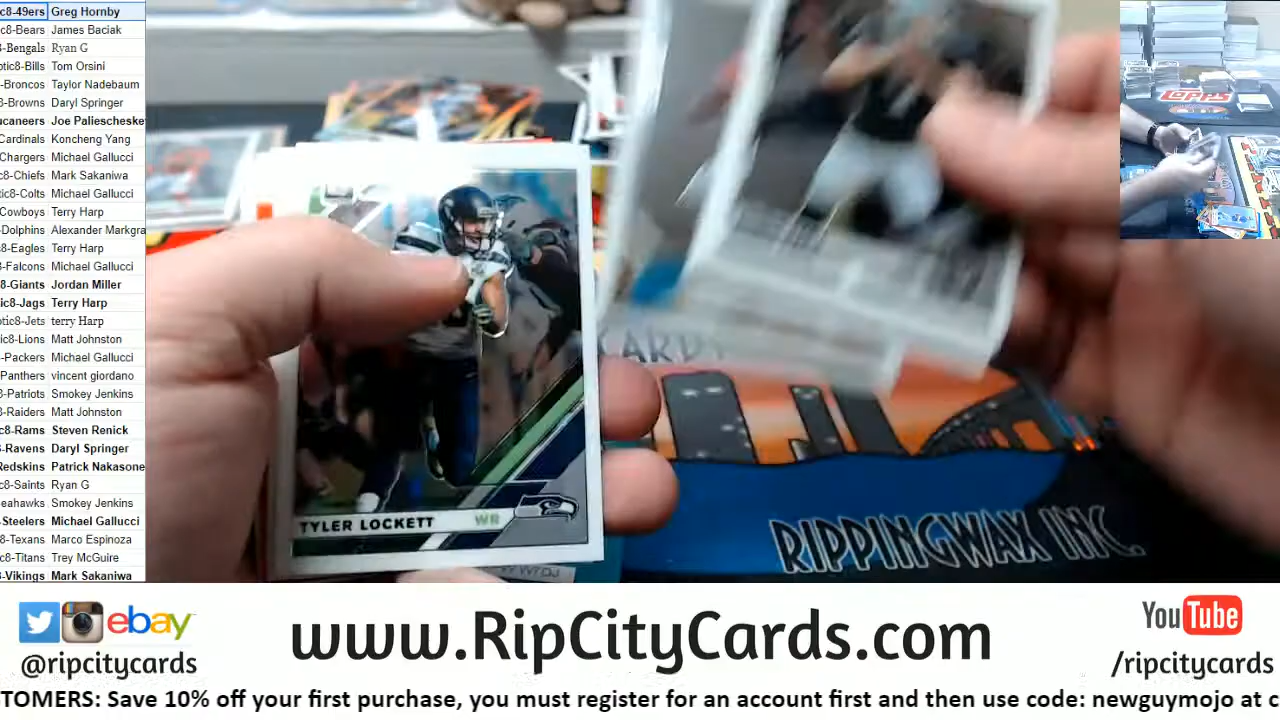 c8-49ers Greg Hornby
c8-Bears James Baciak
8-Bengals Ryan G
otic8-Bills Tom Orsini
-Broncos Taylor Nadebaum
8-Browns Daryl Springer
ucaneers Joe Paliescheske
Cardinals Koncheng Yang
Chargers Michael Gallucci
c8-Chiefs Mark Sakaniwa
tic8-Colts Michael Gallucci
Cowboys Terry Harp
-Dolphins Alexander Markgra
c8-Eagles Terry Harp
-Falcons Michael Gallucci
8-Giants Jordan Miller
tic8-Jags Terry Harp
otic8-Jets terry Harp
ic8-Lions Matt Johnston
-Packers Michael Gallucci
Panthers vincent giordano
8-Patriots Smokey Jenkins
8-Raiders Matt Johnston
c8-Rams Steven Renick
-Ravens Daryl Springer
Redskins Patrick Nakasone
8-Saints Ryan G
eahawks Smokey Jenkins
Steelers Michael Gallucci
-Texans Marco Espinoza
c8-Titans Trey McGuire
-Vikings Mark Sakaniwa
TOPPS
TYLER LOCKETT WR
CARDS
RIPPINGWAX INC.
ebay
@ripcitycards
www.RipCityCards.com
YouTube
/ripcitycards
TOMERS: Save 10% off your first purchase, you must register for an account first and then use code: newguymojo at c